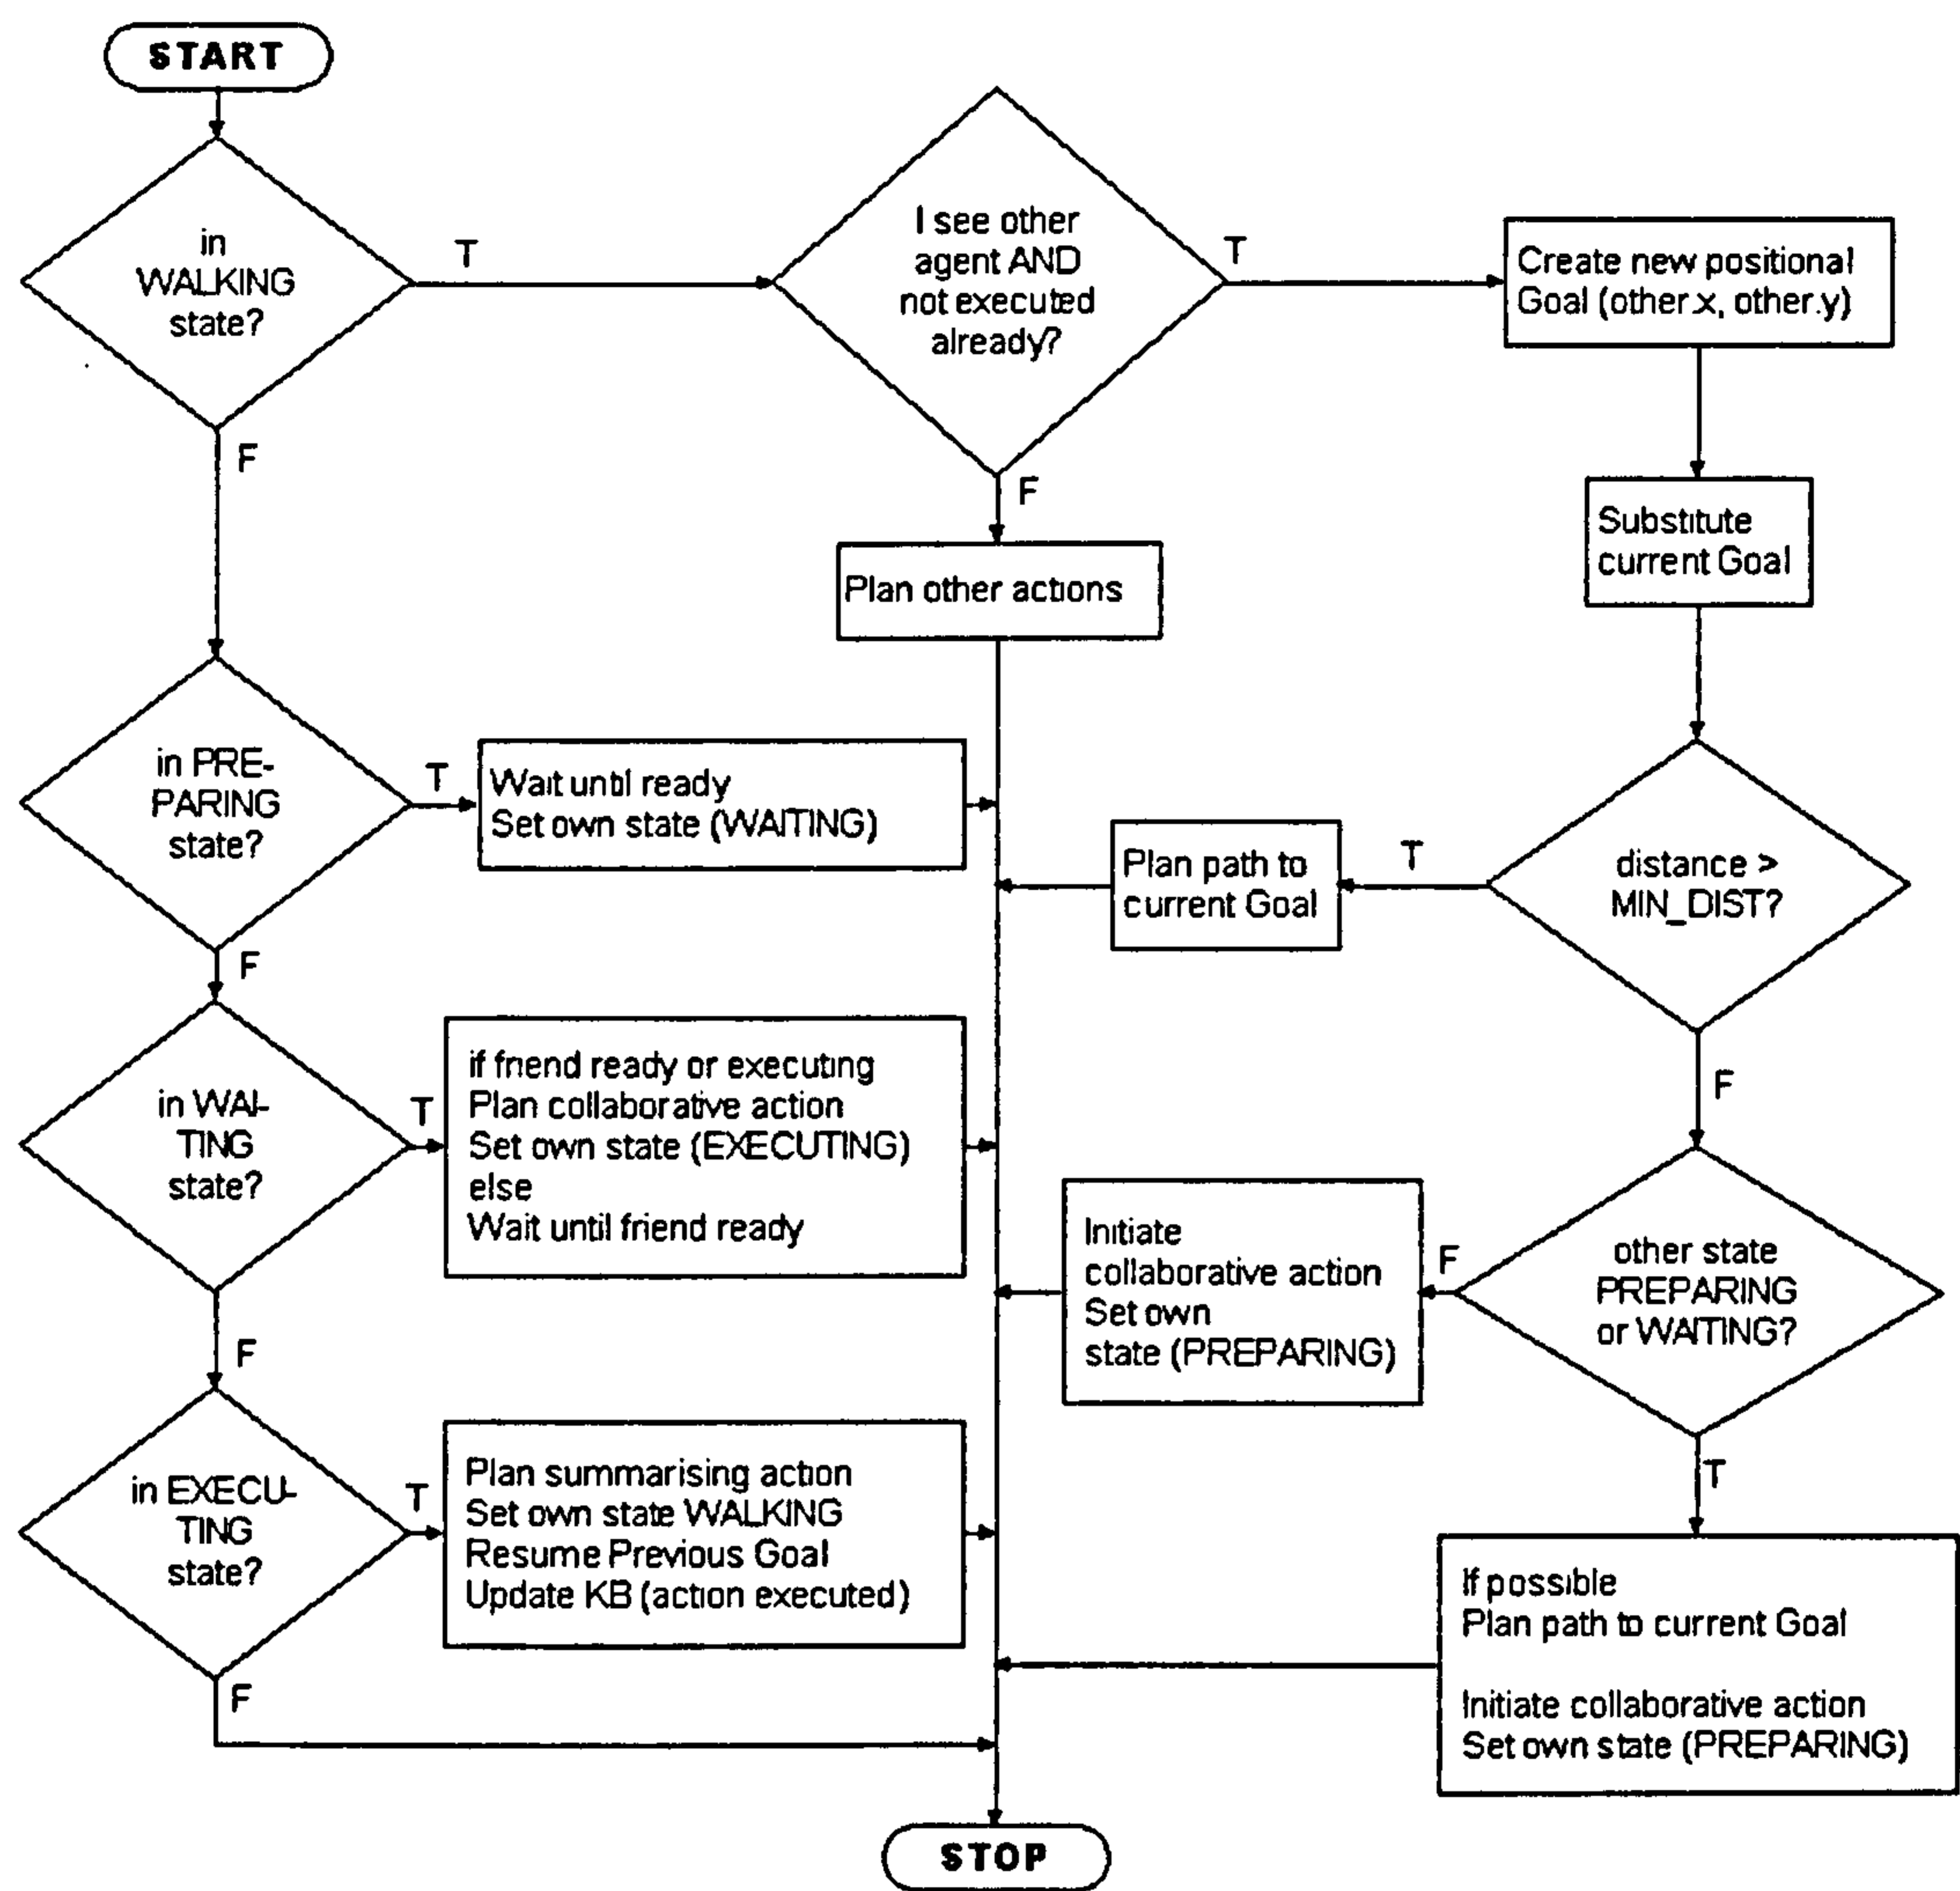 START
in
WALKING
state?
T
F
I see other
agent AND
not executed
already?
T
F
Create new positional
Goal (other.x, other.y)
Substitute
current Goal
Plan other actions
in PRE-
PARING
state?
T
F
Wait until ready
Set own state (WAITING)
Plan path to
current Goal
T
distance >
MIN_DIST?
F
in WAI-
TING
state?
T
F
if friend ready or executing
Plan collaborative action
Set own state (EXECUTING)
else
Wait until friend ready
Initiate
collaborative action
Set own
state (PREPARING)
F
other state
PREPARING
or WAITING?
T
in EXECU-
TING
state?
T
F
Plan summarising action
Set own state WALKING
Resume Previous Goal
Update KB (action executed)
If possible
Plan path to current Goal
Initiate collaborative action
Set own state (PREPARING)
STOP